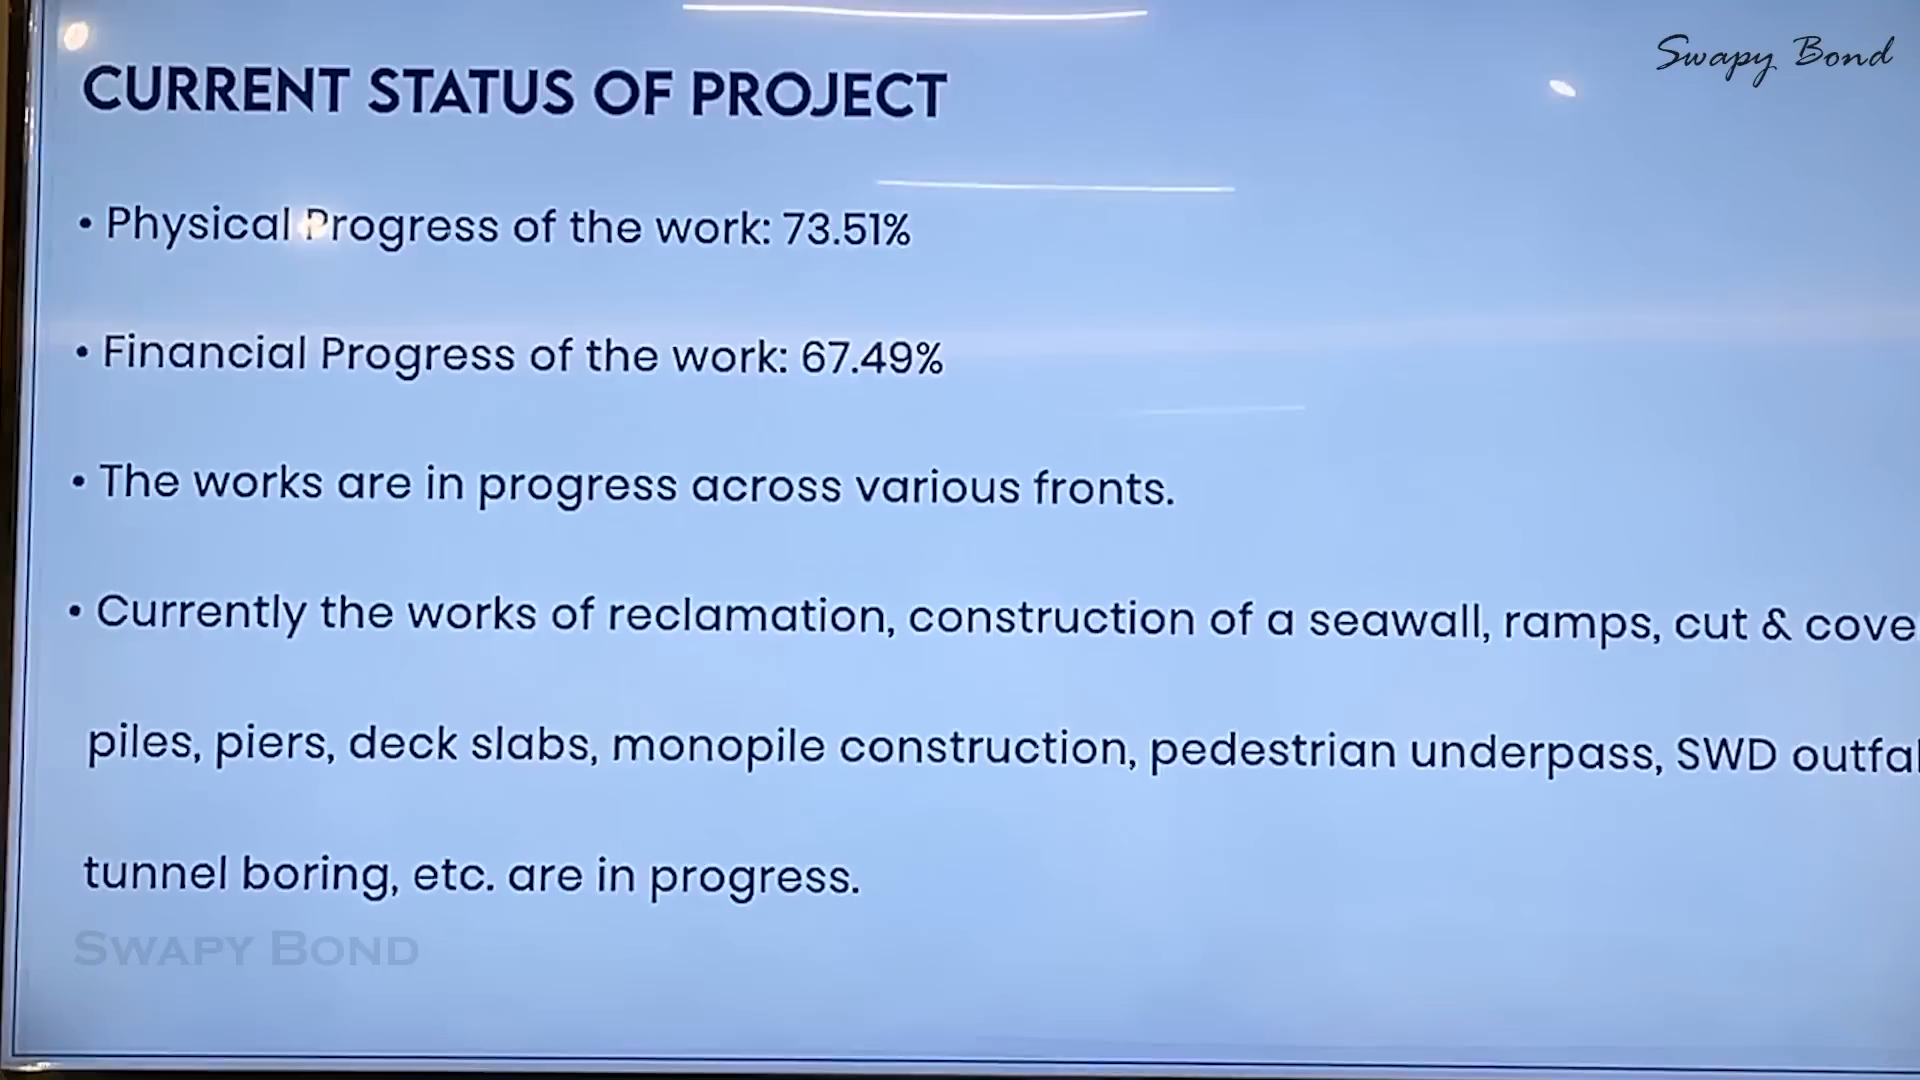 Swapy Bond
CURRENT STATUS OF PROJECT
• Physical Progress of the work: 73.51%
• Financial Progress of the work: 67.49%
• The works are in progress across various fronts.
• Currently the works of reclamation, construction of a seawall, ramps, cut & cove
piles, piers, deck slabs, monopile construction, pedestrian underpass, SWD outfal
tunnel boring, etc. are in progress.
SWAPY BOND